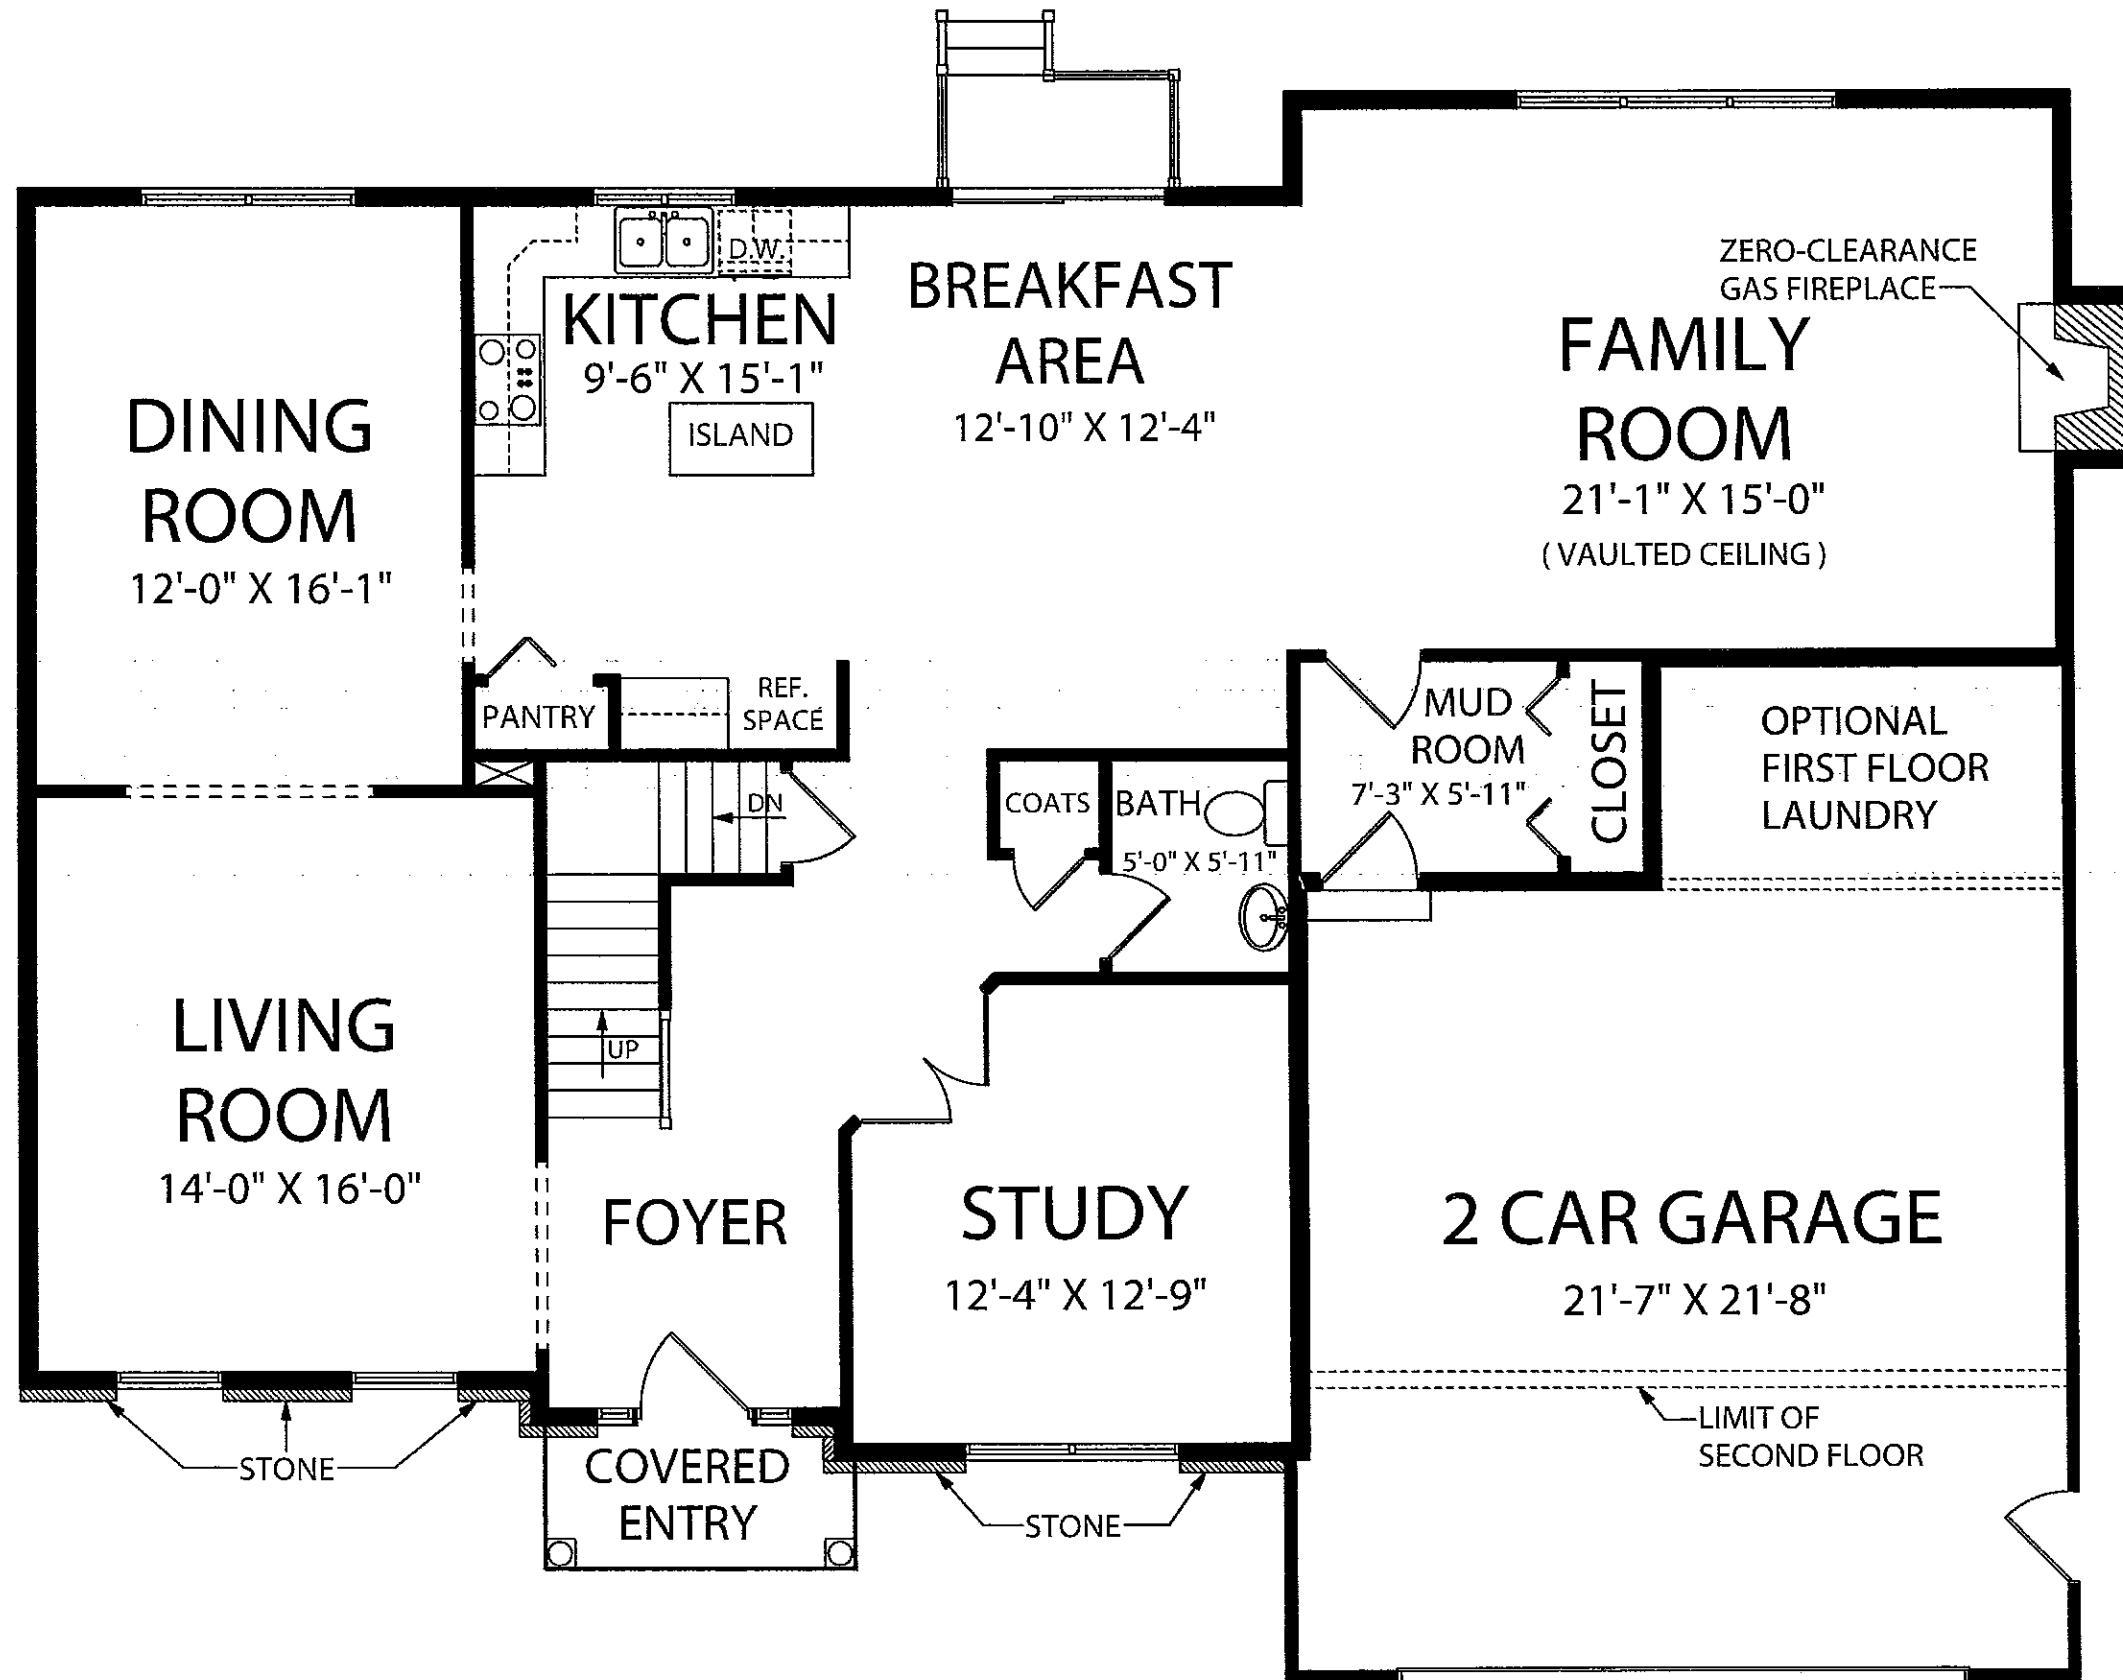 ZERO-CLEARANCE
GAS FIREPLACE
D.W.
KITCHEN
9'-6" X 15'-1"
ISLAND
BREAKFAST
AREA
12'-10" X 12'-4"
FAMILY
ROOM
21'-1" X 15'-0"
( VAULTED CEILING )
DINING
ROOM
12'-0" X 16'-1"
PANTRY
REF.
SPACE
MUD
ROOM
7'-3" X 5'-11"
CLOSET
OPTIONAL
FIRST FLOOR
LAUNDRY
DN
COATS
BATH
5'-0" X 5'-11"
LIVING
ROOM
14'-0" X 16'-0"
UP
FOYER
STUDY
12'-4" X 12'-9"
2 CAR GARAGE
21'-7" X 21'-8"
LIMIT OF
SECOND FLOOR
STONE
COVERED
ENTRY
STONE